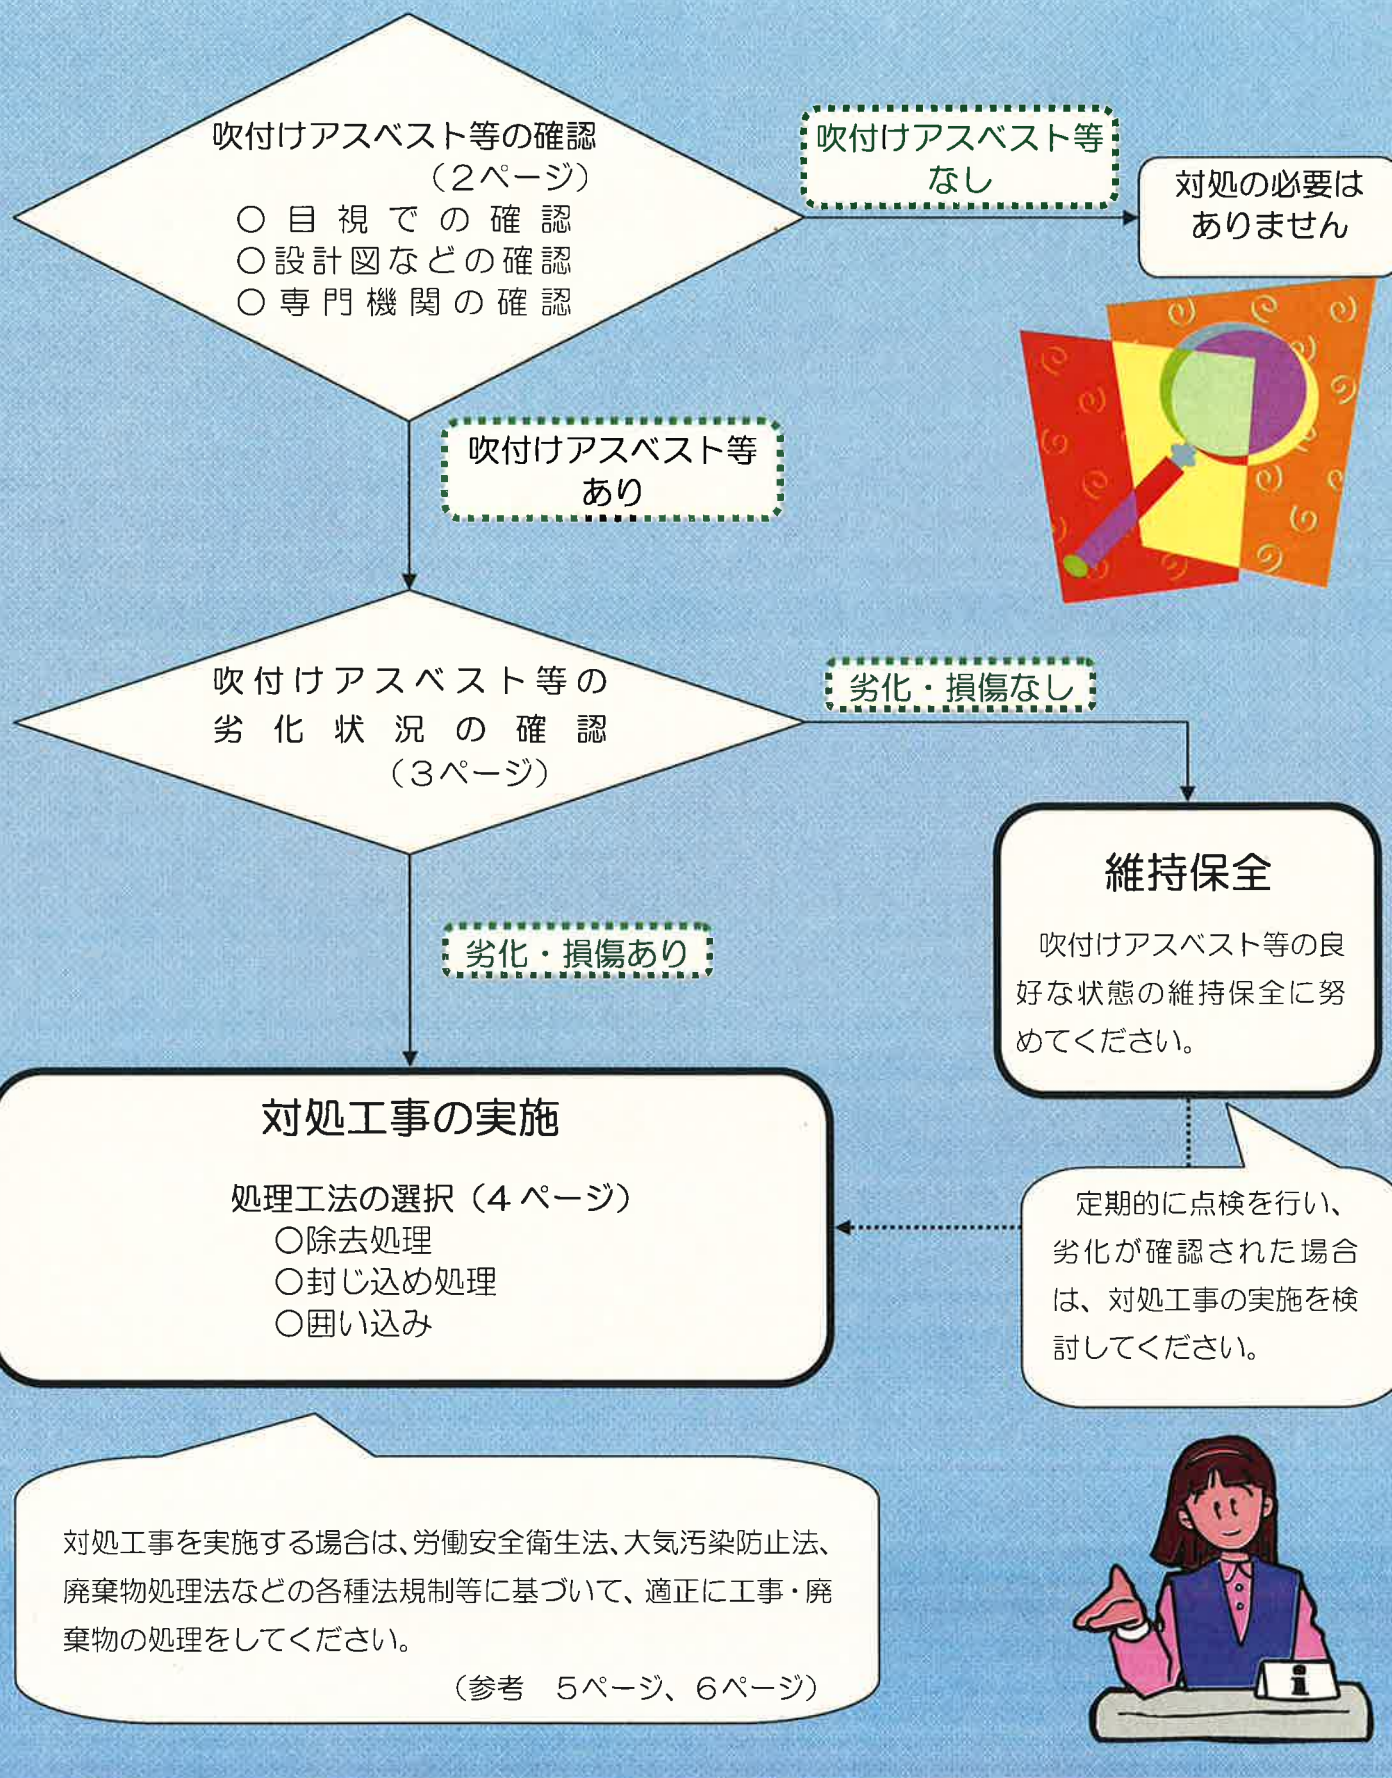 吹付けアスベスト等の確認
（2ページ）
○目視での確認
○設計図などの確認
○専門機関の確認
吹付けアスベスト等
なし
対処の必要は
ありません
吹付けアスベスト等
あり
吹付けアスベスト等の
劣化状況の確認
（3ページ）
劣化・損傷なし
維持保全
吹付けアスベスト等の良
好な状態の維持保全に努
めてください。
劣化・損傷あり
対処工事の実施
処理工法の選択（4ページ）
○除去処理
○封じ込め処理
○囲い込み
定期的に点検を行い、
劣化が確認された場合
は、対処工事の実施を検
討してください。
対処工事を実施する場合は、労働安全衛生法、大気汚染防止法、
廃棄物処理法などの各種法規制等に基づいて、適正に工事・廃
棄物の処理をしてください。
（参考　5ページ、6ページ）
i